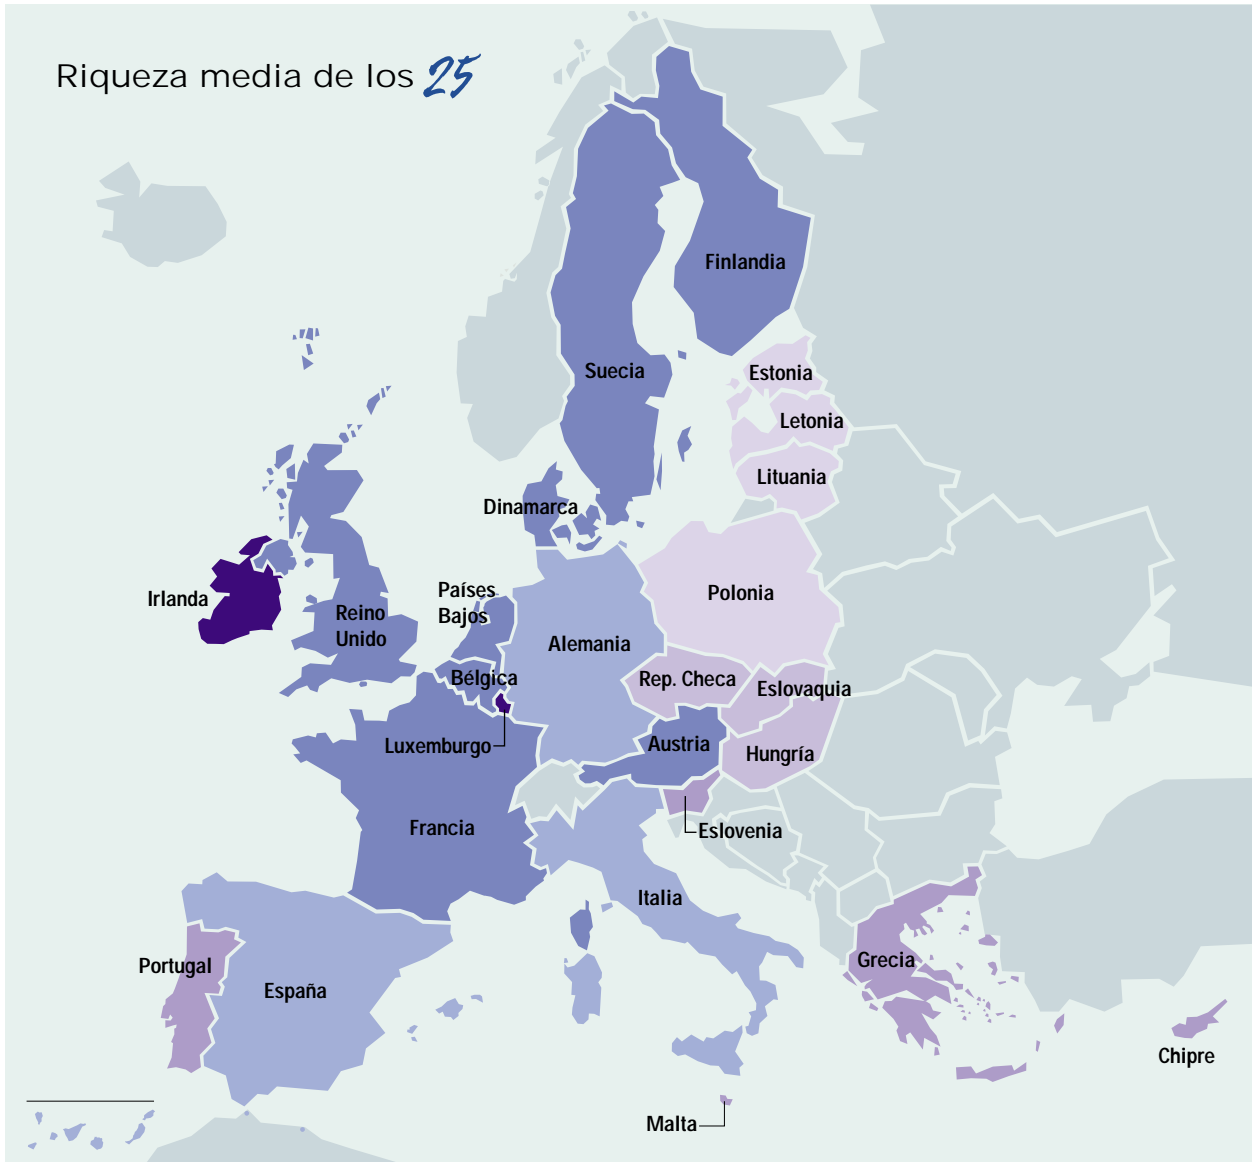 Riqueza media de los 25
Finlandia
Suecia
Estonia
Letonia
Lituania
Dinamarca
Irlanda
Reino
Unido
Países
Bajos
Polonia
Alemania
Bélgica
Rep. Checa
Eslovaquia
Luxemburgo
Austria
Hungría
Francia
Eslovenia
Italia
Portugal
España
Grecia
Chipre
Malta